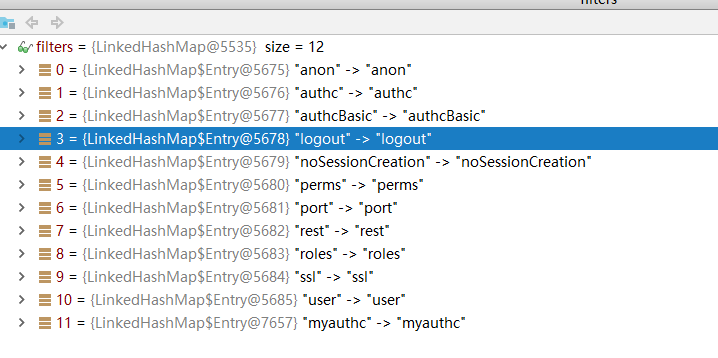 filters = {LinkedHashMap@5535} size = 12
0 = {LinkedHashMap$Entry@5675} "anon" -> "anon"
1 = {LinkedHashMap$Entry@5676} "authc" -> "authc"
2 = {LinkedHashMap$Entry@5677} "authcBasic" -> "authcBasic"
3 = {LinkedHashMap$Entry@5678} "logout" -> "logout"
4 = {LinkedHashMap$Entry@5679} "noSessionCreation" -> "noSessionCreation"
5 = {LinkedHashMap$Entry@5680} "perms" -> "perms"
6 = {LinkedHashMap$Entry@5681} "port" -> "port"
7 = {LinkedHashMap$Entry@5682} "rest" -> "rest"
8 = {LinkedHashMap$Entry@5683} "roles" -> "roles"
9 = {LinkedHashMap$Entry@5684} "ssl" -> "ssl"
10 = {LinkedHashMap$Entry@5685} "user" -> "user"
11 = {LinkedHashMap$Entry@7657} "myauthc" -> "myauthc"